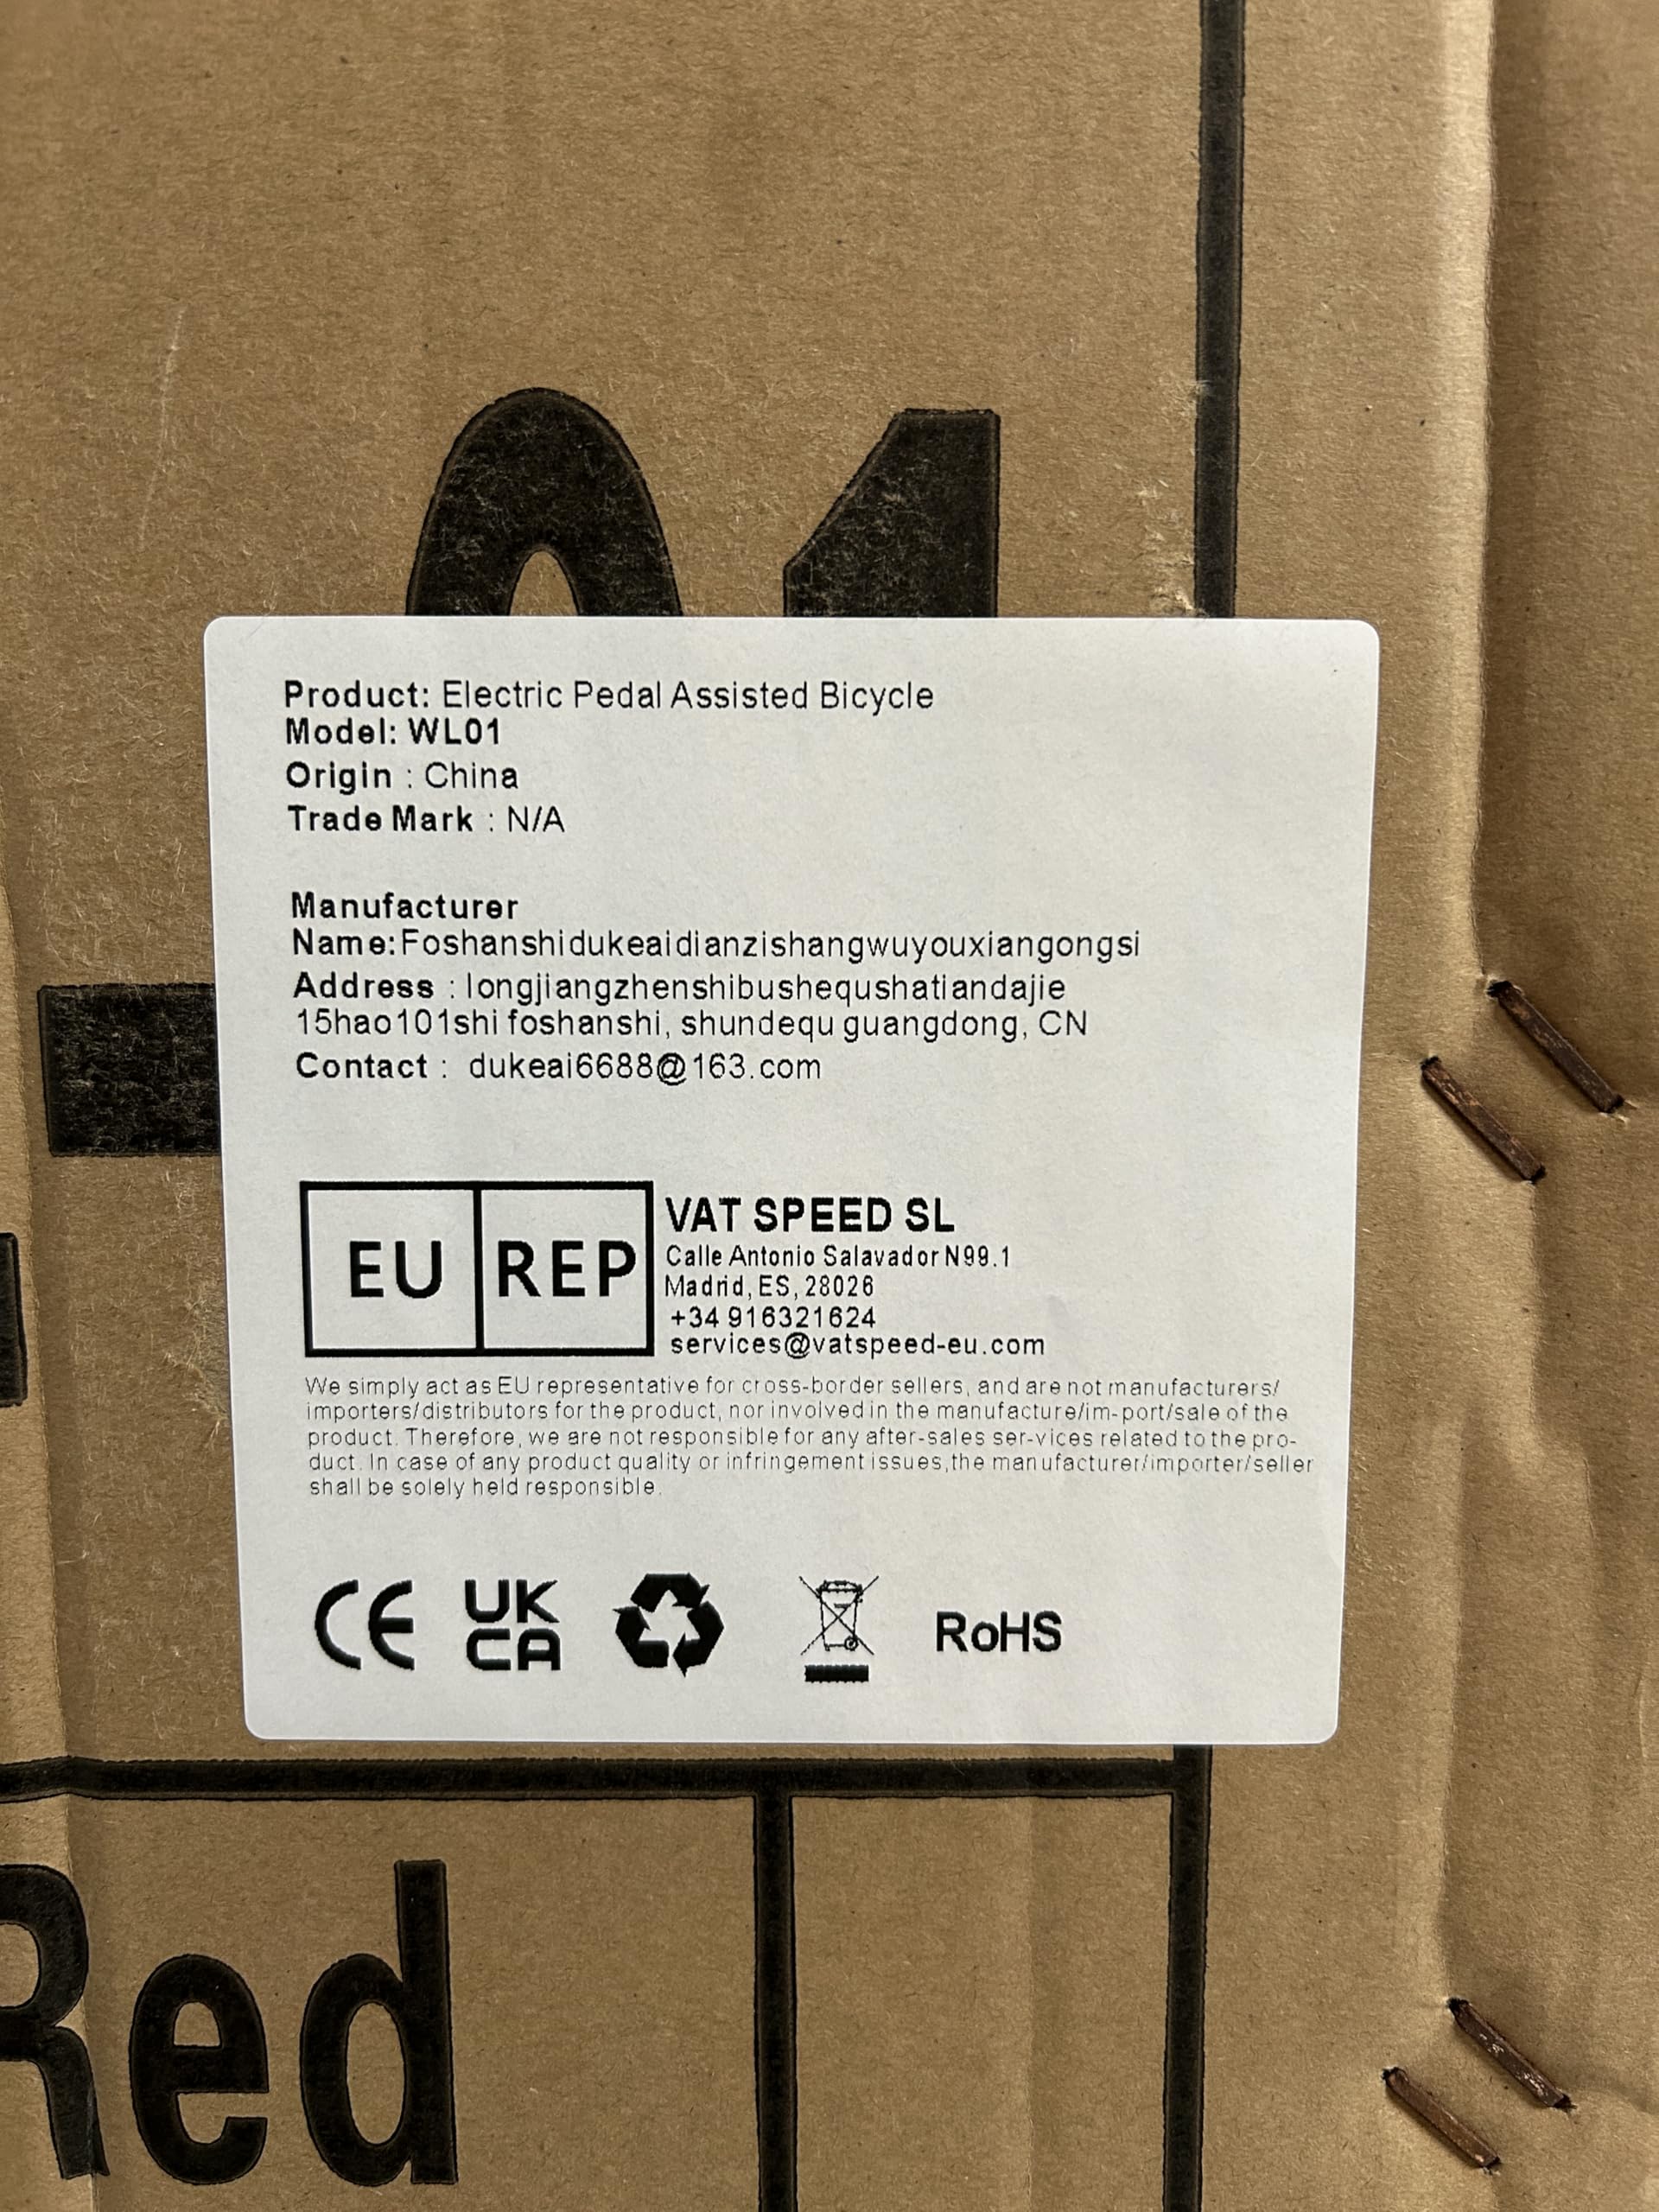 01
Product: Electric Pedal Assisted Bicycle
Model: WL01
Origin : China
Trade Mark : N/A
Manufacturer
Name:Foshanshidukeaidianzishangwuyouxiangongsi
Address : longjiangzhenshibushequshatiandajie
15hao101shi foshanshi, shundequ guangdong, CN
Contact : dukeai6688@163.com
EU REP
VAT SPEED SL
Calle Antonio Salavador N99.1
Madrid, ES, 28026
+34 916321624
services@vatspeed-eu.com
We simply act as EU representative for cross-border sellers, and are not manufacturers/
importers/distributors for the product, nor involved in the manufacture/im-port/sale of the
product. Therefore, we are not responsible for any after-sales ser-vices related to the pro-
duct. In case of any product quality or infringement issues,the manufacturer/importer/seller
shall be solely held responsible.
CE UK CA RoHS
Red